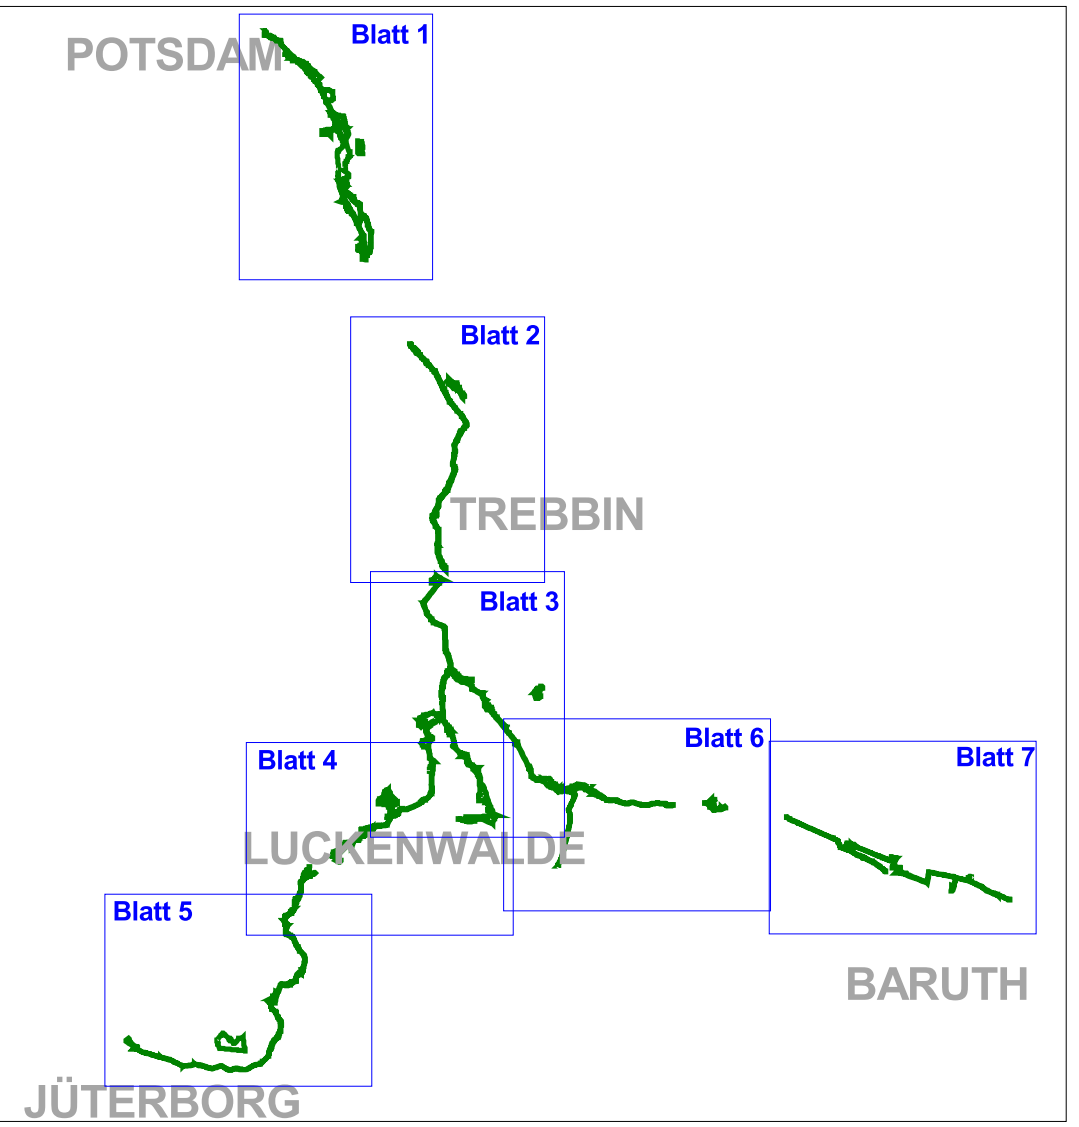 Blatt 1
POTSDAM
Blatt 2
TREBBIN
Blatt 3
Blatt 6
Blatt 7
Blatt 4
LUCKENWALDE
Blatt 5
BARUTH
JÜTERBORG